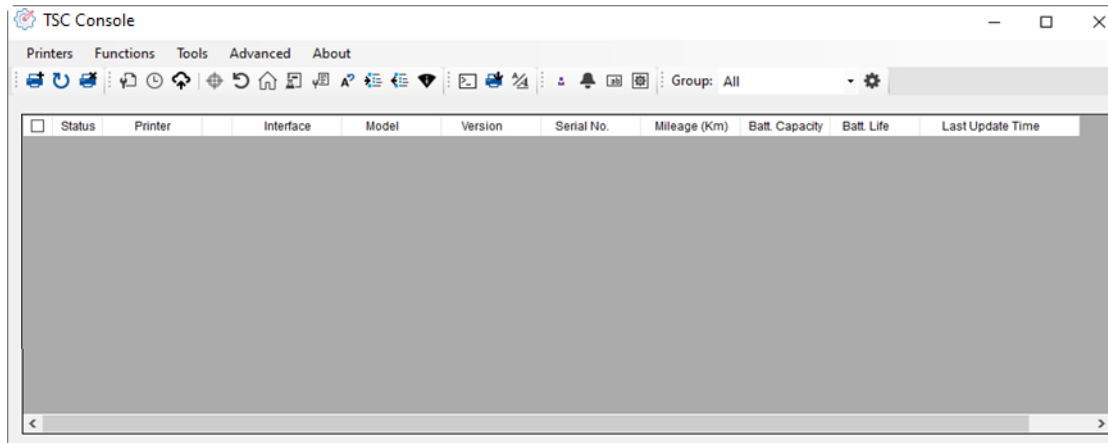 TSC Console
Printers Functions Tools Advanced About
Group: All
Status Printer Interface Model Version Serial No. Mileage (Km) Batt. Capacity Batt. Life Last Update Time